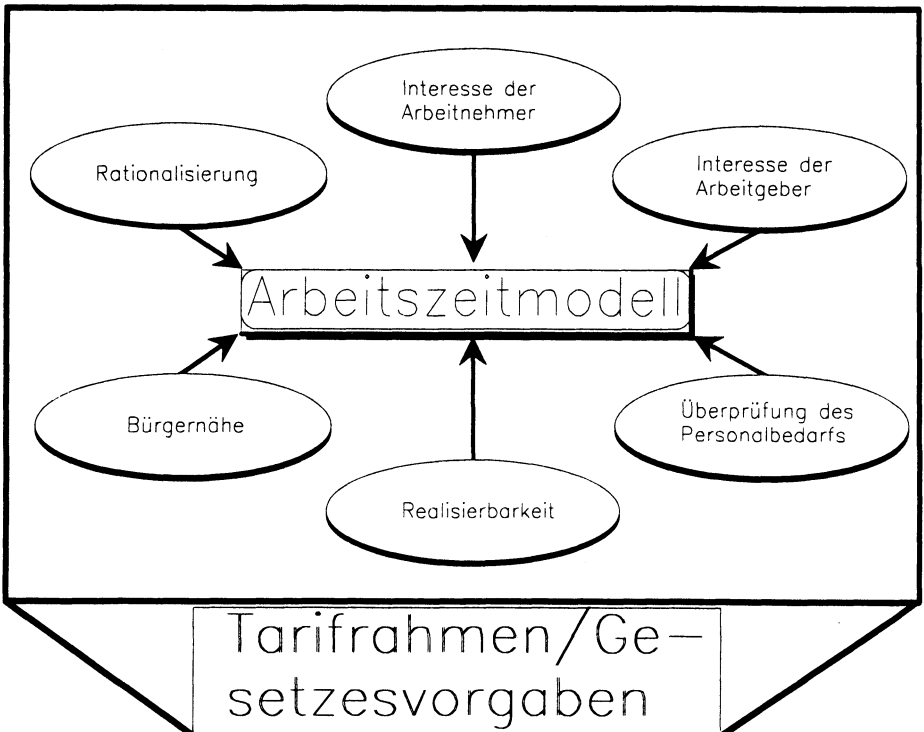 Interesse der
Arbeitnehmer
Rationalisierung
Interesse der
Arbeitgeber
Arbeitszeitmodell
Bürgernähe
Überprüfung des
Personalbedarfs
Realisierbarkeit
Tarifrahmen/Ge-
setzesvorgaben